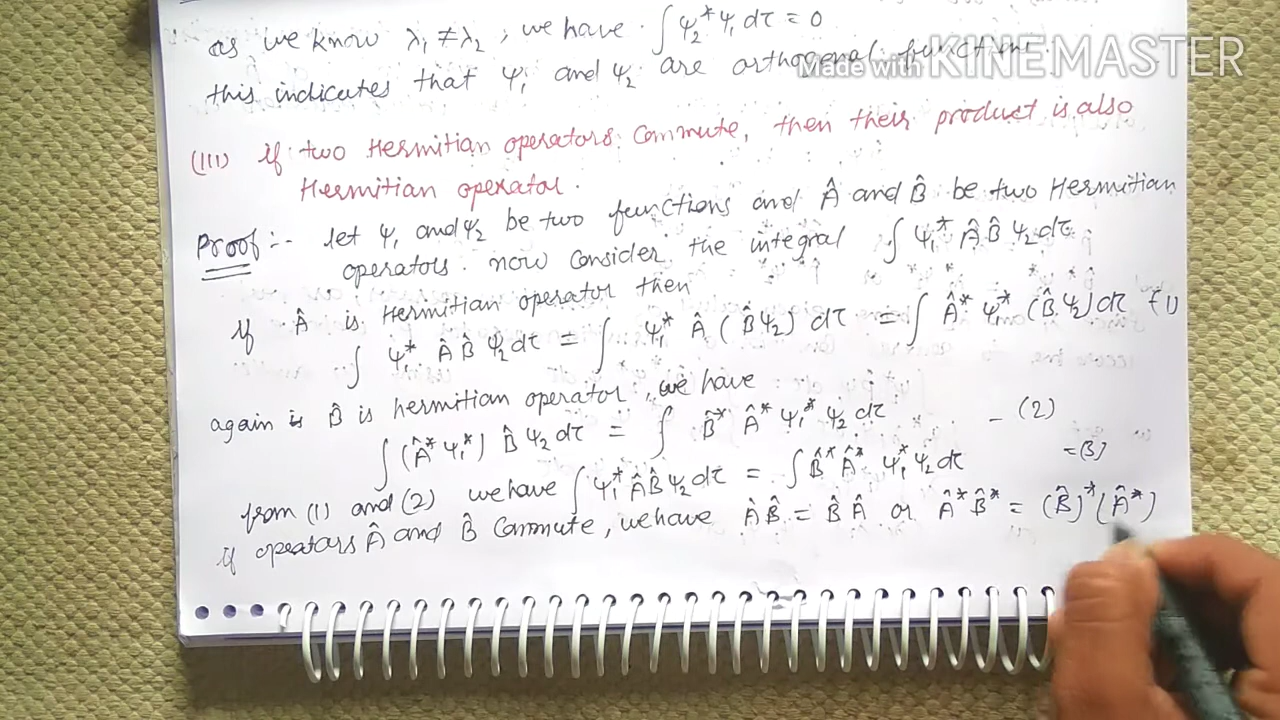 as we know λ₁ ≠ λ₂, we have ∫ψ₂* ψ₁ dτ = 0
this indicates that ψ₁ and ψ₂ are orthogonal functions.
Made with KINEMASTER
(III) If two Hermitian operators commute, then their product is also
Hermitian operator.
Proof:- let ψ₁ and ψ₂ be two functions and Â and B̂ be two Hermitian
operators. now consider the integral ∫ψ₁* Â B̂ ψ₂ dτ
If Â is Hermitian operator then
∫ψ₁* Â B̂ ψ₂ dτ = ∫ψ₁* Â (B̂ψ₂) dτ = ∫Â* ψ₁* (B̂ψ₂) dτ -(1)
again is B̂ is hermitian operator, we have
∫(Â*ψ₁*) B̂ ψ₂ dτ = ∫B̂* Â* ψ₁* ψ₂ dτ -(2)
from (1) and (2) we have ∫ψ₁* Â B̂ ψ₂ dτ = ∫B̂* Â* ψ₁* ψ₂ dτ =(3)
If opeators Â and B̂ commute, we have Â B̂ = B̂ Â or Â* B̂* = (B̂)* (Â*)